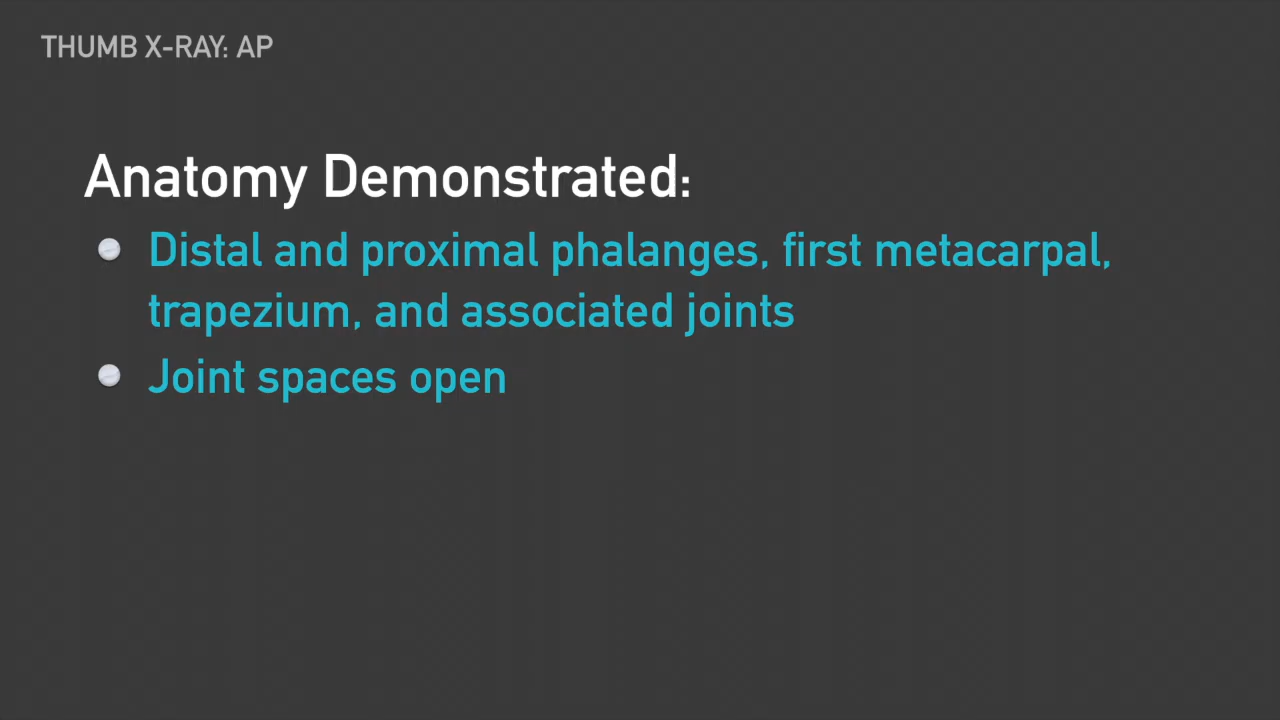 THUMB X-RAY: AP
Anatomy Demonstrated:
Distal and proximal phalanges, first metacarpal,
trapezium, and associated joints
Joint spaces open